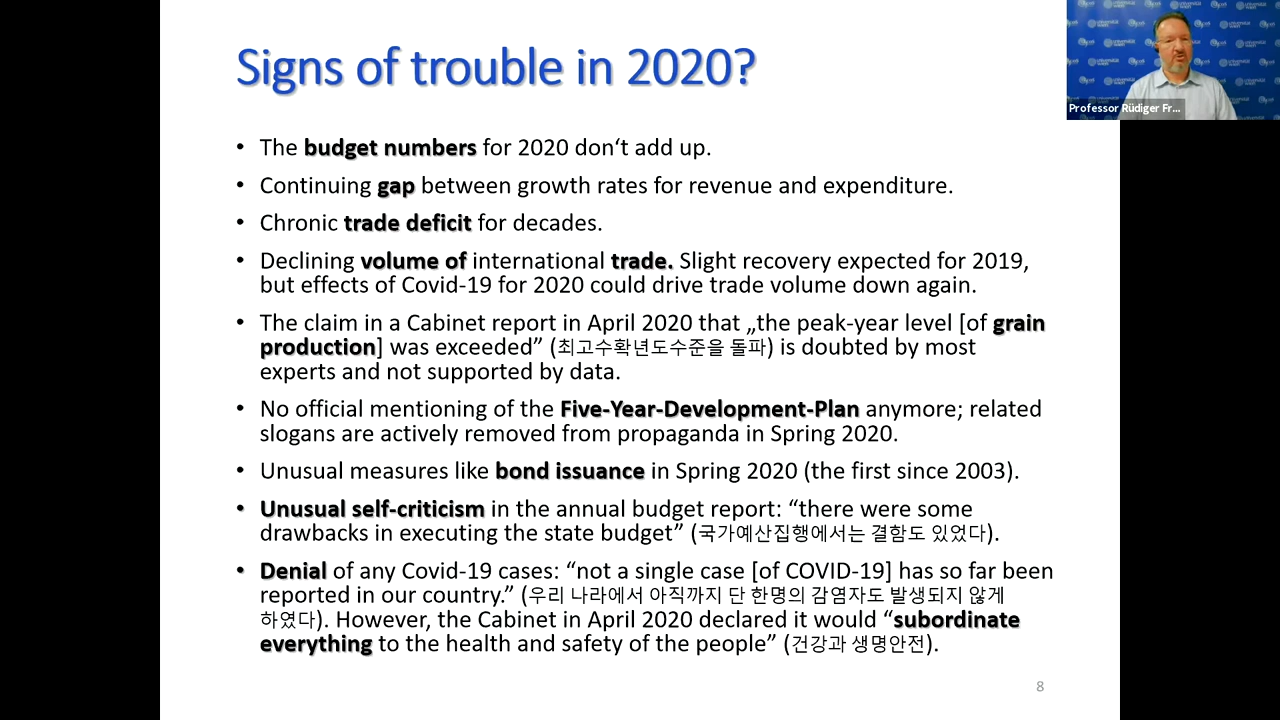 Signs of trouble in 2020?
• The budget numbers for 2020 don‘t add up.
• Continuing gap between growth rates for revenue and expenditure.
• Chronic trade deficit for decades.
• Declining volume of international trade. Slight recovery expected for 2019,
but effects of Covid-19 for 2020 could drive trade volume down again.
• The claim in a Cabinet report in April 2020 that „the peak-year level [of grain
production] was exceeded” (최고수확년도수준을 돌파) is doubted by most
experts and not supported by data.
• No official mentioning of the Five-Year-Development-Plan anymore; related
slogans are actively removed from propaganda in Spring 2020.
• Unusual measures like bond issuance in Spring 2020 (the first since 2003).
• Unusual self-criticism in the annual budget report: “there were some
drawbacks in executing the state budget” (국가예산집행에서는 결함도 있었다).
• Denial of any Covid-19 cases: “not a single case [of COVID-19] has so far been
reported in our country.” (우리 나라에서 아직까지 단 한명의 감염자도 발생되지 않게
하였다). However, the Cabinet in April 2020 declared it would “subordinate
everything to the health and safety of the people” (건강과 생명안전).
8
Professor Rüdiger Fr...